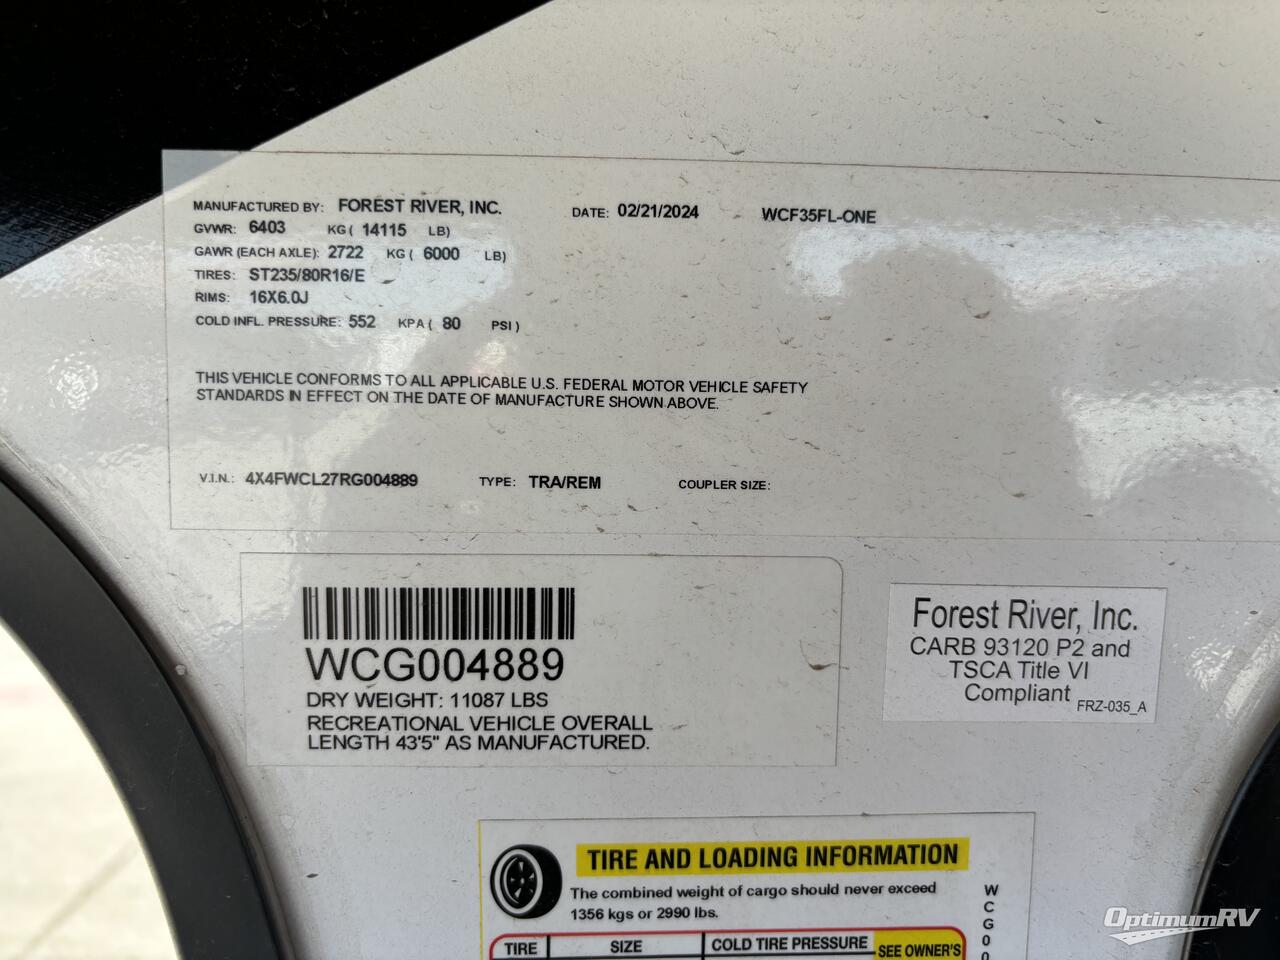 MANUFACTURED BY: FOREST RIVER, INC. DATE: 02/21/2024 WCF35FL-ONE
GVWR: 6403 KG ( 14115 LB)
GAWR (EACH AXLE): 2722 KG ( 6000 LB)
TIRES: ST235/80R16/E
RIMS: 16X6.0J
COLD INFL. PRESSURE: 552 KPA ( 80 PSI )
THIS VEHICLE CONFORMS TO ALL APPLICABLE U.S. FEDERAL MOTOR VEHICLE SAFETY
STANDARDS IN EFFECT ON THE DATE OF MANUFACTURE SHOWN ABOVE.
V.I.N.: 4X4FWCL27RG004889 TYPE: TRA/REM COUPLER SIZE:
WCG004889
DRY WEIGHT: 11087 LBS
RECREATIONAL VEHICLE OVERALL
LENGTH 43'5" AS MANUFACTURED.
Forest River, Inc.
CARB 93120 P2 and
TSCA Title VI
Compliant
FRZ-035_A
TIRE AND LOADING INFORMATION
The combined weight of cargo should never exceed
1356 kgs or 2990 lbs.
TIRE SIZE COLD TIRE PRESSURE SEE OWNER'S
WCG00
OptimumRV